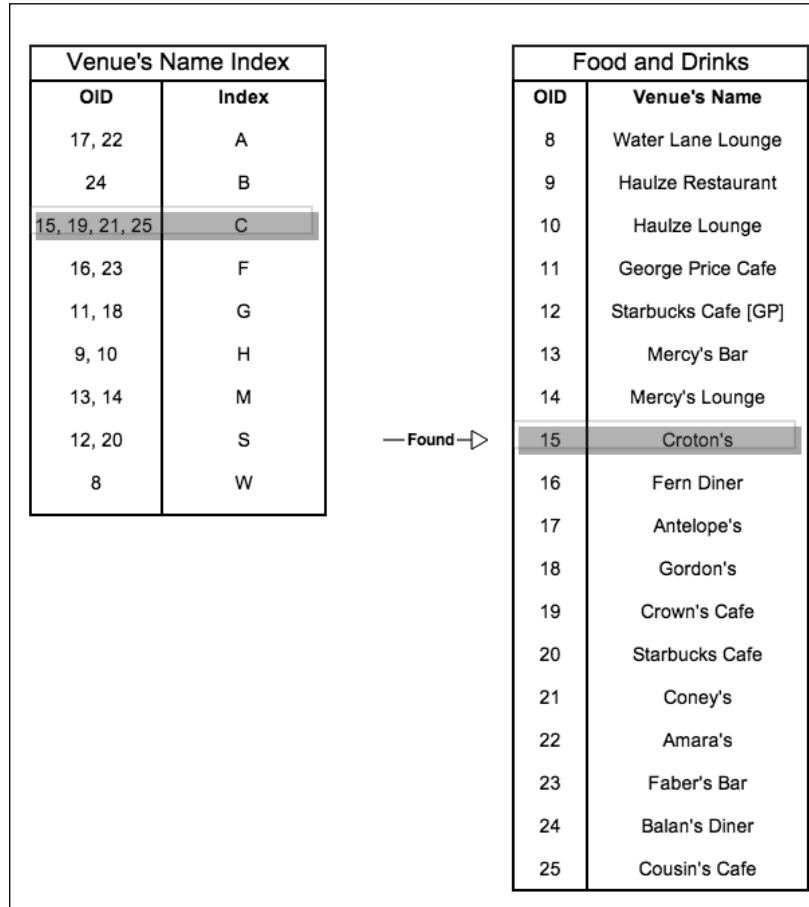 Venue's Name Index
OID Index
17, 22 A
24 B
15, 19, 21, 25 C
16, 23 F
11, 18 G
9, 10 H
13, 14 M
12, 20 S
8 W
Found
Food and Drinks
OID Venue's Name
8 Water Lane Lounge
9 Haulze Restaurant
10 Haulze Lounge
11 George Price Cafe
12 Starbucks Cafe [GP]
13 Mercy's Bar
14 Mercy's Lounge
15 Croton's
16 Fern Diner
17 Antelope's
18 Gordon's
19 Crown's Cafe
20 Starbucks Cafe
21 Coney's
22 Amara's
23 Faber's Bar
24 Balan's Diner
25 Cousin's Cafe